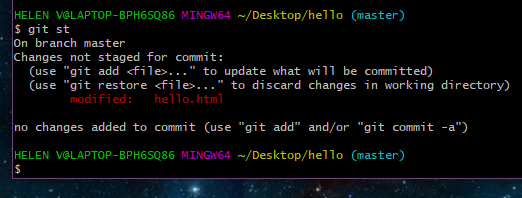 HELEN V@LAPTOP-BPH6SQ86 MINGW64 ~/Desktop/hello (master)
$ git st
On branch master
Changes not staged for commit:
  (use "git add <file>..." to update what will be committed)
  (use "git restore <file>..." to discard changes in working directory)
        modified:   hello.html

no changes added to commit (use "git add" and/or "git commit -a")

HELEN V@LAPTOP-BPH6SQ86 MINGW64 ~/Desktop/hello (master)
$